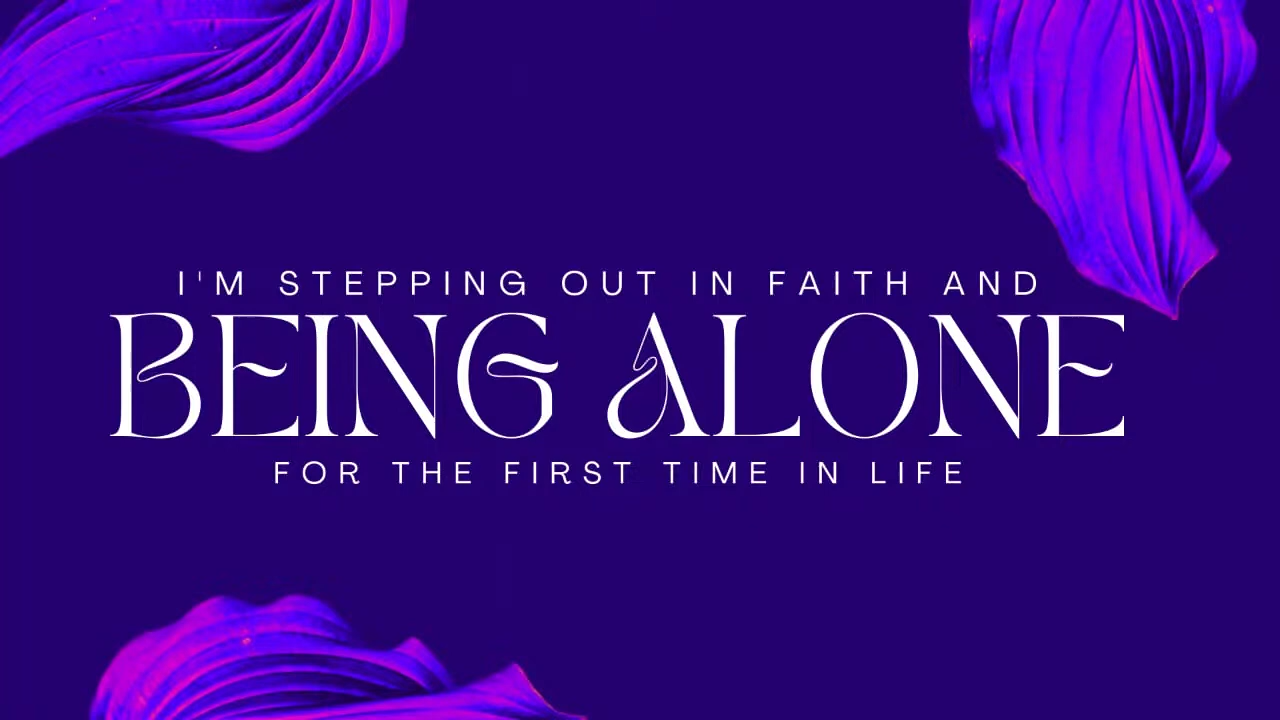 I'M STEPPING OUT IN FAITH AND
BEING ALONE
FOR THE FIRST TIME IN LIFE